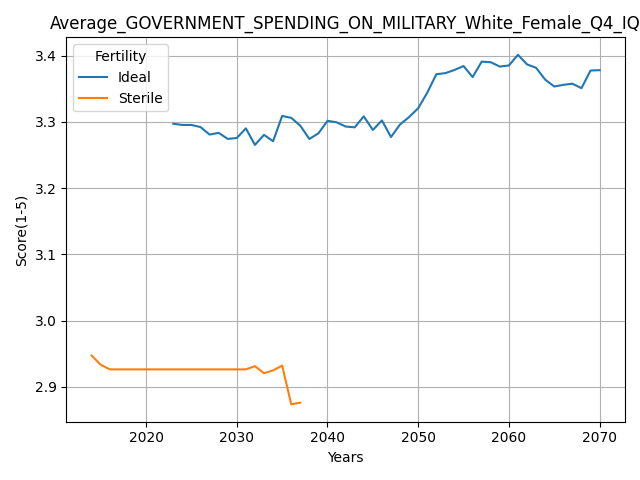 Average_GOVERNMENT_SPENDING_ON_MILITARY_White_Female_Q4_IQ
Fertility
Ideal
Sterile
Score(1-5)
3.4
3.3
3.2
3.1
3.0
2.9
2020 2030 2040 2050 2060 2070
Years